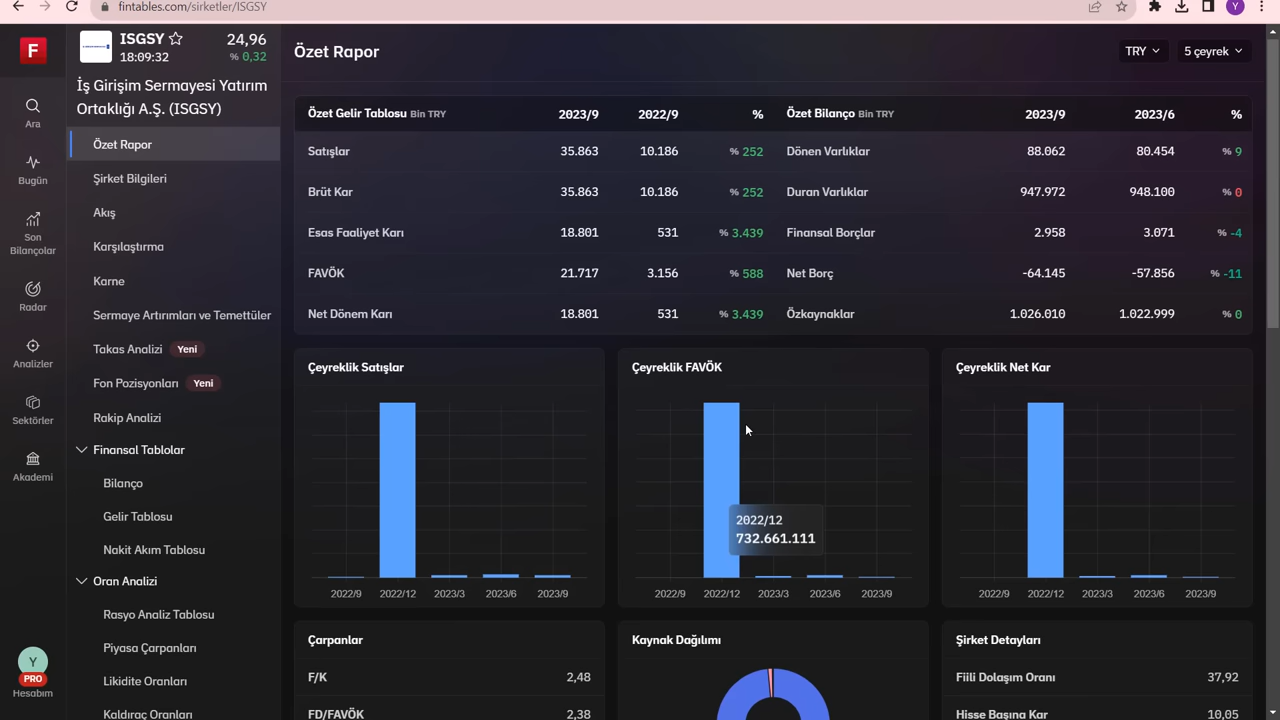 fintables.com/sirketler/ISGSY
Y
F
Ara
Bugün
Son
Bilançolar
Radar
Analizler
Sektörler
Akademi
Y
PRO
Hesabım
ISGSY 24,96
18:09:32 % 0,32
İş Girişim Sermayesi Yatırım
Ortaklığı A.Ş. (ISGSY)
Özet Rapor
Şirket Bilgileri
Akış
Karşılaştırma
Karne
Sermaye Artırımları ve Temettüler
Takas Analizi Yeni
Fon Pozisyonları Yeni
Rakip Analizi
Finansal Tablolar
Bilanço
Gelir Tablosu
Nakit Akım Tablosu
Oran Analizi
Rasyo Analiz Tablosu
Piyasa Çarpanları
Likidite Oranları
Kaldıraç Oranları
Özet Rapor TRY 5 çeyrek
Özet Gelir Tablosu Bin TRY 2023/9 2022/9 %
Satışlar 35.863 10.186 % 252
Brüt Kar 35.863 10.186 % 252
Esas Faaliyet Karı 18.801 531 % 3.439
FAVÖK 21.717 3.156 % 588
Net Dönem Karı 18.801 531 % 3.439
Özet Bilanço Bin TRY 2023/9 2023/6 %
Dönen Varlıklar 88.062 80.454 % 9
Duran Varlıklar 947.972 948.100 % 0
Finansal Borçlar 2.958 3.071 % -4
Net Borç -64.145 -57.856 % -11
Özkaynaklar 1.026.010 1.022.999 % 0
Çeyreklik Satışlar
2022/9 2022/12 2023/3 2023/6 2023/9
Çeyreklik FAVÖK
2022/12
732.661.111
2022/9 2022/12 2023/3 2023/6 2023/9
Çeyreklik Net Kar
2022/9 2022/12 2023/3 2023/6 2023/9
Çarpanlar
F/K 2,48
FD/FAVÖK 2,38
Kaynak Dağılımı
Şirket Detayları
Fiili Dolaşım Oranı 37,92
Hisse Başına Kar 10,05